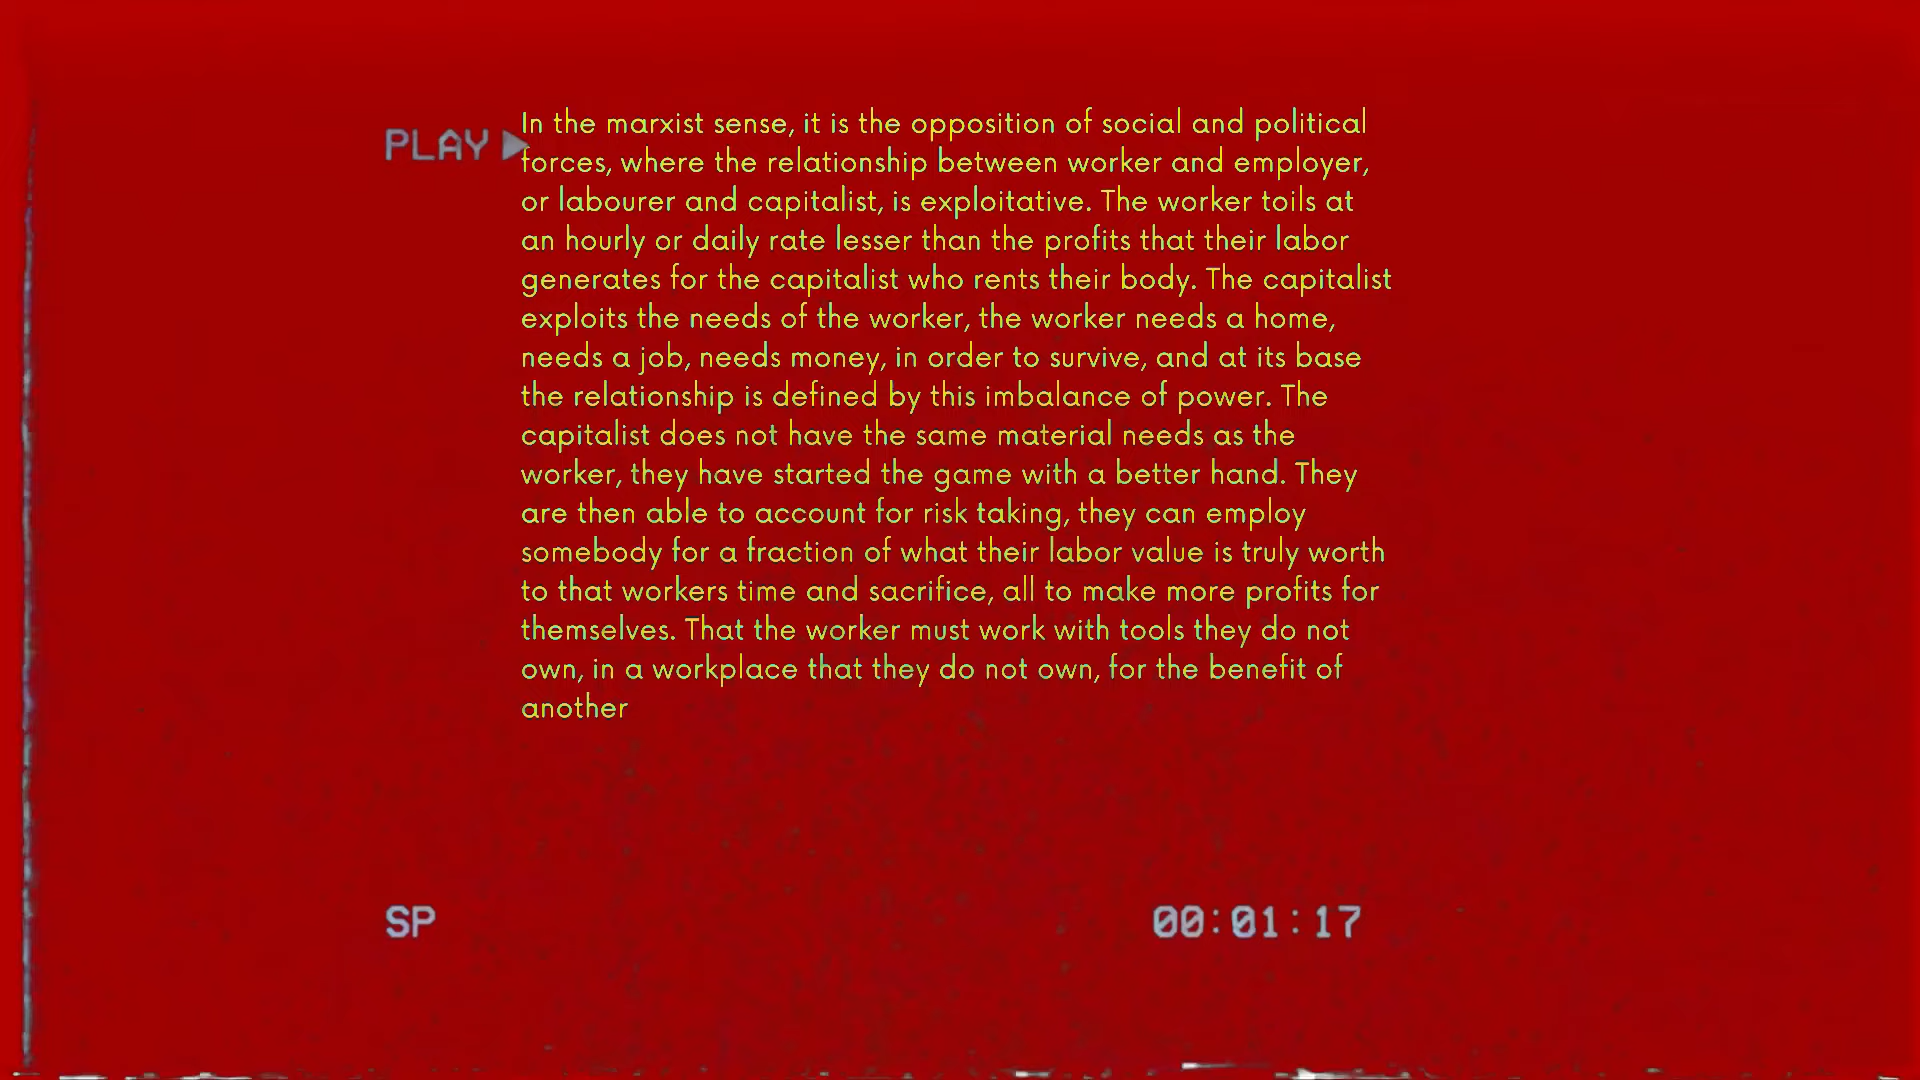 PLAY
In the marxist sense, it is the opposition of social and political
forces, where the relationship between worker and employer,
or labourer and capitalist, is exploitative. The worker toils at
an hourly or daily rate lesser than the profits that their labor
generates for the capitalist who rents their body. The capitalist
exploits the needs of the worker, the worker needs a home,
needs a job, needs money, in order to survive, and at its base
the relationship is defined by this imbalance of power. The
capitalist does not have the same material needs as the
worker, they have started the game with a better hand. They
are then able to account for risk taking, they can employ
somebody for a fraction of what their labor value is truly worth
to that workers time and sacrifice, all to make more profits for
themselves. That the worker must work with tools they do not
own, in a workplace that they do not own, for the benefit of
another
SP
00:01:17